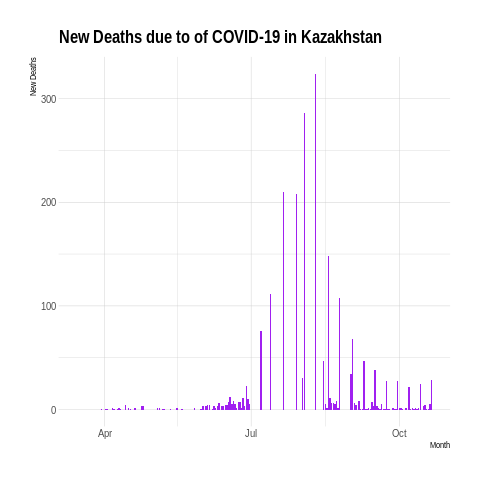 New Deaths due to of COVID-19 in Kazakhstan
New Deaths
300
200
100
0
Apr
Jul
Oct
Month